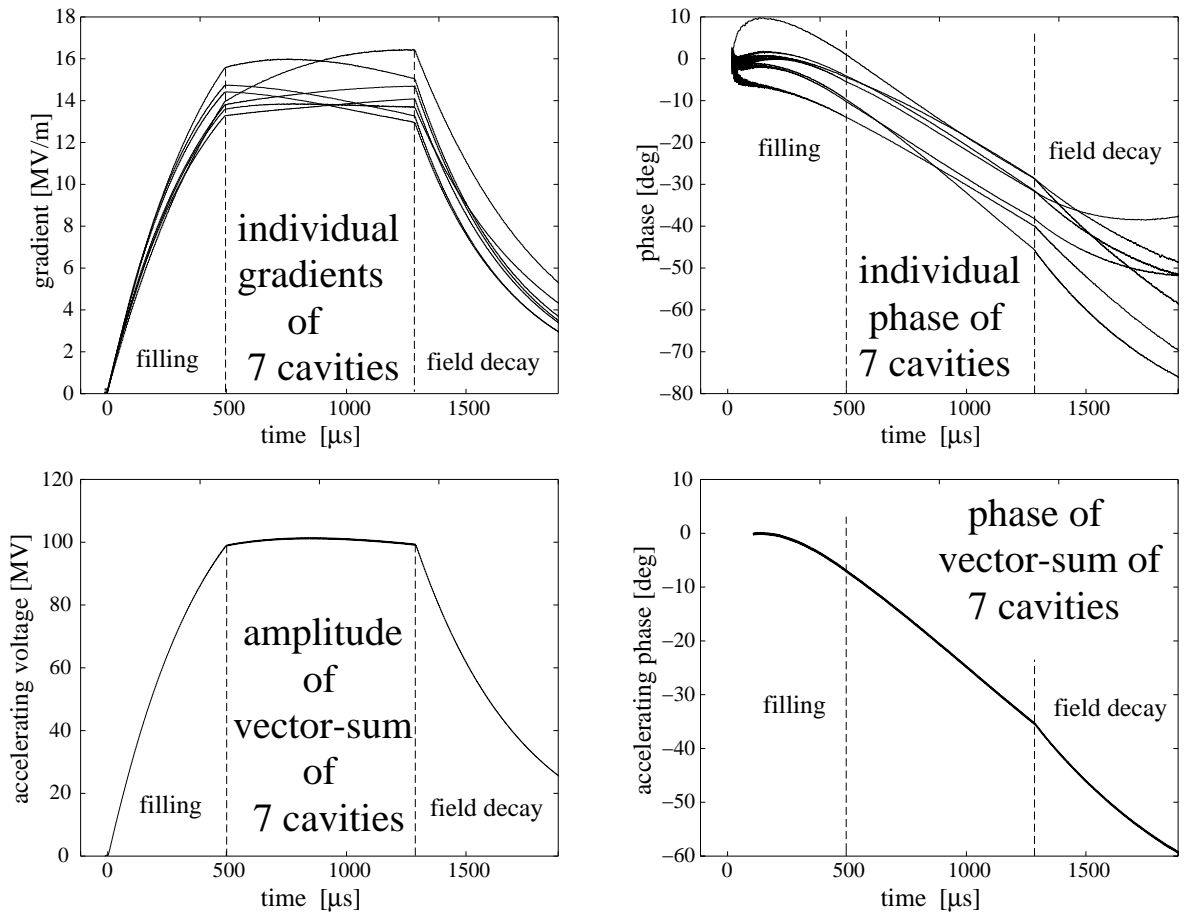 18
16
14
12
10
8
6
4
2
0
gradient [MV/m]
filling
individual
gradients
of
7 cavities
field decay
0
500
1000
1500
time [μs]
10
0
−10
−20
−30
−40
−50
−60
−70
−80
phase [deg]
filling
field decay
individual
phase of
7 cavities
0
500
1000
1500
time [μs]
120
100
80
60
40
20
0
accelerating voltage [MV]
filling
amplitude
of
vector-sum
of
7 cavities
field decay
0
500
1000
1500
time [μs]
10
0
−10
−20
−30
−40
−50
−60
accelerating phase [deg]
phase of
vector-sum of
7 cavities
filling
field decay
0
500
1000
1500
time [μs]